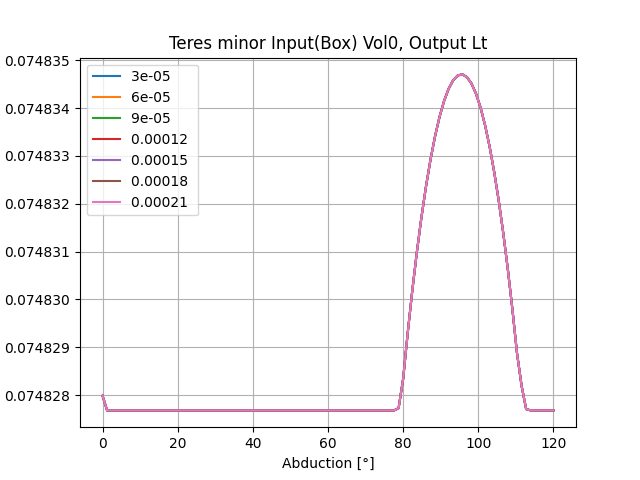 Teres minor Input(Box) Vol0, Output Lt
0.074835
0.074834
0.074833
0.074832
0.074831
0.074830
0.074829
0.074828
3e-05
6e-05
9e-05
0.00012
0.00015
0.00018
0.00021
0 20 40 60 80 100 120
Abduction [°]